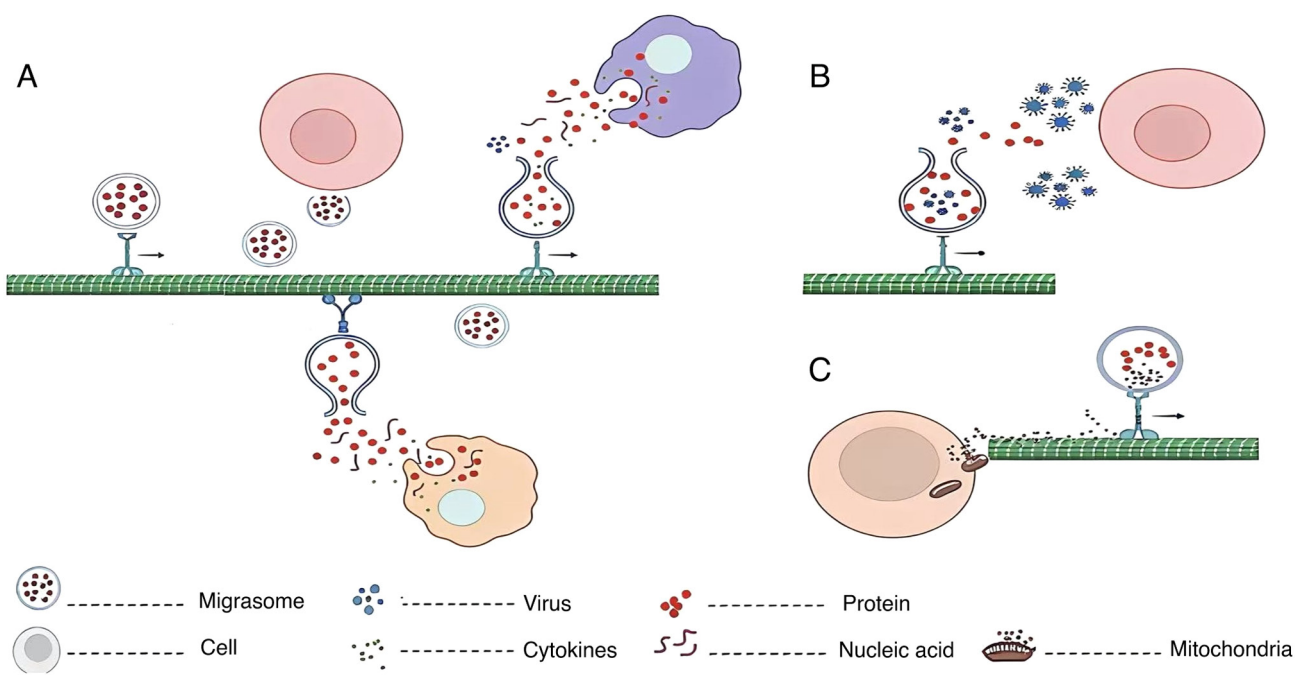 A
B
C
Migrasome
Virus
Protein
Cell
Cytokines
Nucleic acid
Mitochondria